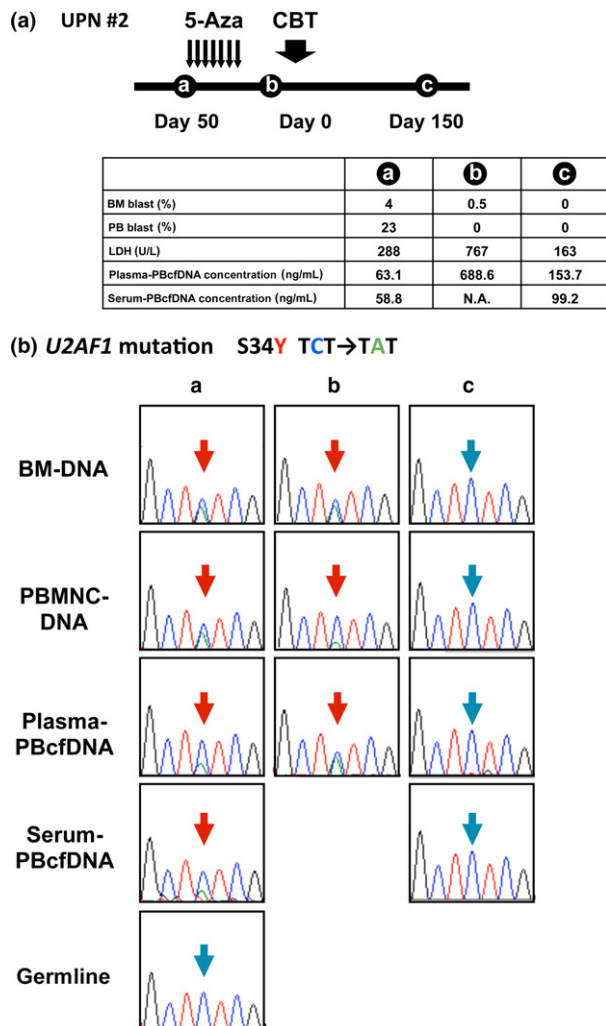 (a) UPN #2 5-Aza CBT
a b c
Day 50 Day 0 Day 150
a b c
BM blast (%) 4 0.5 0
PB blast (%) 23 0 0
LDH (U/L) 288 767 163
Plasma-PBcfDNA concentration (ng/mL) 63.1 688.6 153.7
Serum-PBcfDNA concentration (ng/mL) 58.8 N.A. 99.2
(b) U2AF1 mutation S34Y TCT→TAT
a b c
BM-DNA
PBMNC-
DNA
Plasma-
PBcfDNA
Serum-
PBcfDNA
Germline